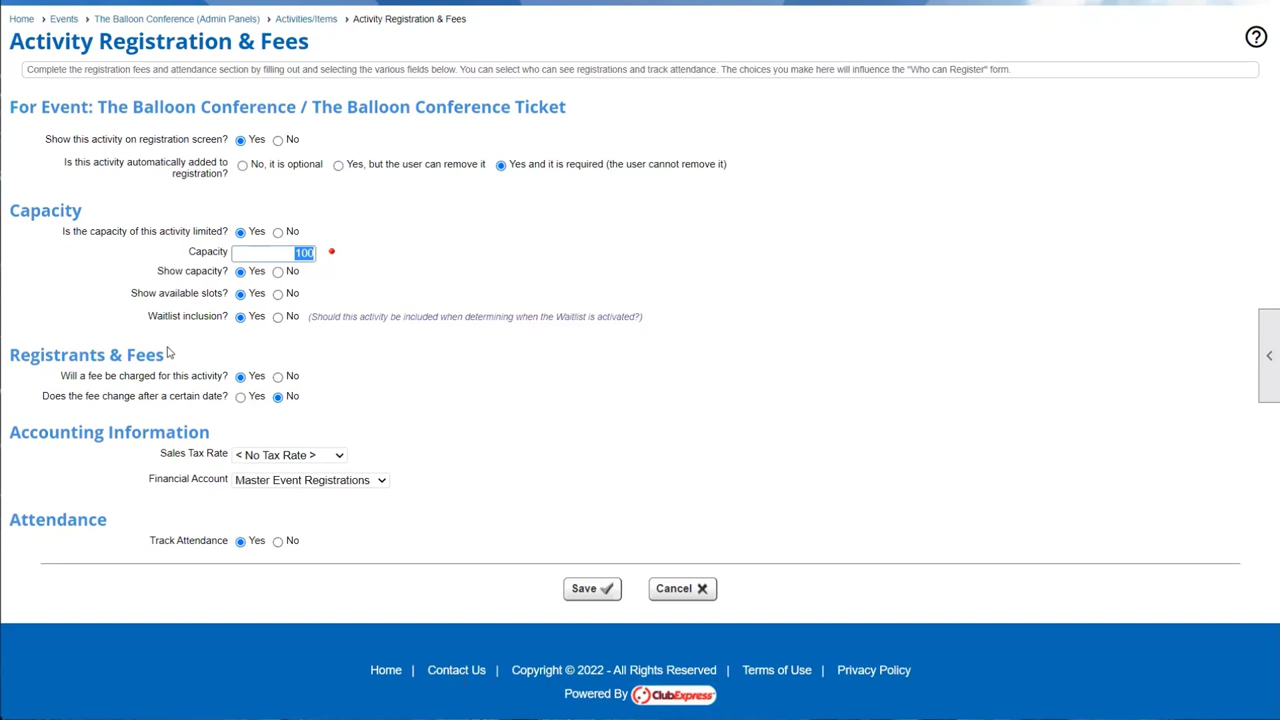 Home > Events > The Balloon Conference (Admin Panels) > Activities/Items > Activity Registration & Fees
Activity Registration & Fees
?
Complete the registration fees and attendance section by filling out and selecting the various fields below. You can select who can see registrations and track attendance. The choices you make here will influence the "Who can Register" form.
For Event: The Balloon Conference / The Balloon Conference Ticket
Show this activity on registration screen? Yes No
Is this activity automatically added to registration? No, it is optional Yes, but the user can remove it Yes and it is required (the user cannot remove it)
Capacity
Is the capacity of this activity limited? Yes No
Capacity 100
Show capacity? Yes No
Show available slots? Yes No
Waitlist inclusion? Yes No (Should this activity be included when determining when the Waitlist is activated?)
Registrants & Fees
Will a fee be charged for this activity? Yes No
Does the fee change after a certain date? Yes No
Accounting Information
Sales Tax Rate < No Tax Rate >
Financial Account Master Event Registrations
Attendance
Track Attendance Yes No
Save Cancel
Home | Contact Us | Copyright © 2022 - All Rights Reserved | Terms of Use | Privacy Policy
Powered By ClubExpress